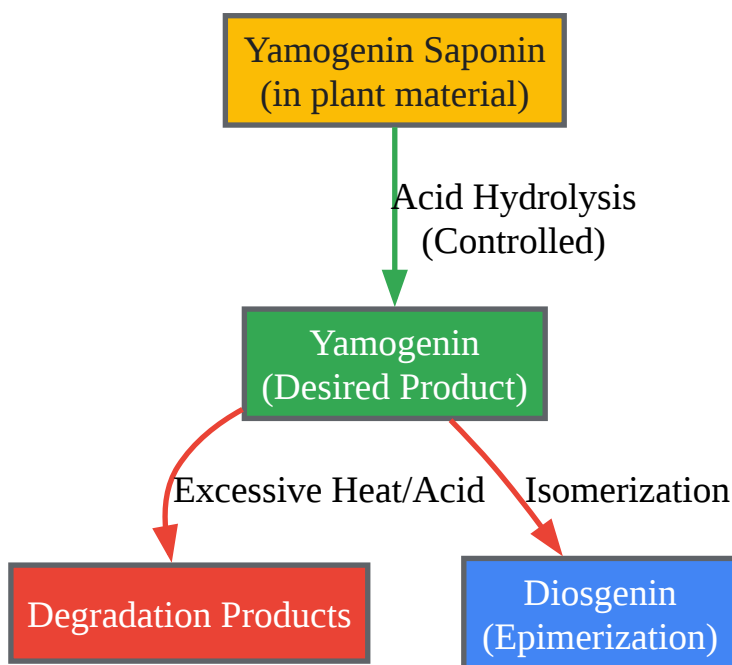 Yamogenin Saponin
(in plant material)
Acid Hydrolysis
(Controlled)
Yamogenin
(Desired Product)
Excessive Heat/Acid
Isomerization
Degradation Products
Diosgenin
(Epimerization)